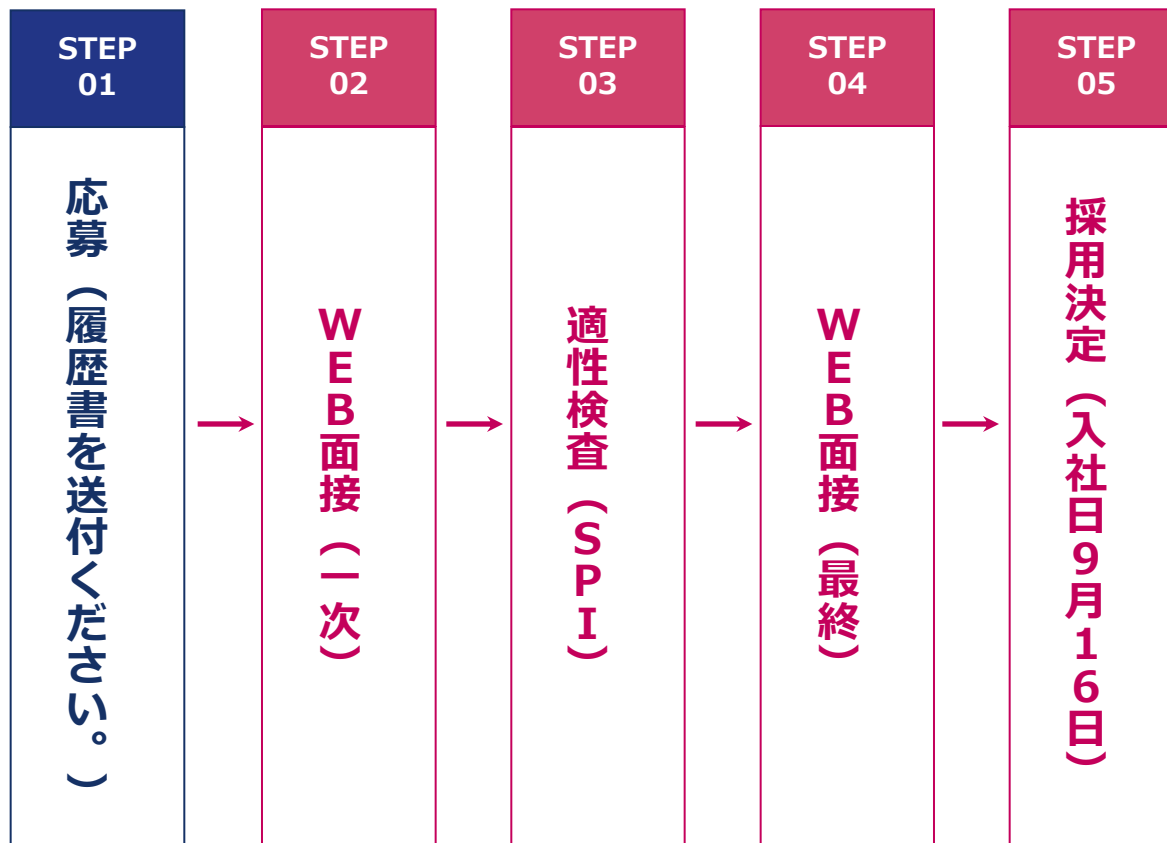 STEP
01
応募（履歴書を送付ください。）
STEP
02
ＷＥＢ面接（一次）
STEP
03
適性検査（ＳＰＩ）
STEP
04
ＷＥＢ面接（最終）
STEP
05
採用決定（入社日９月１６日）